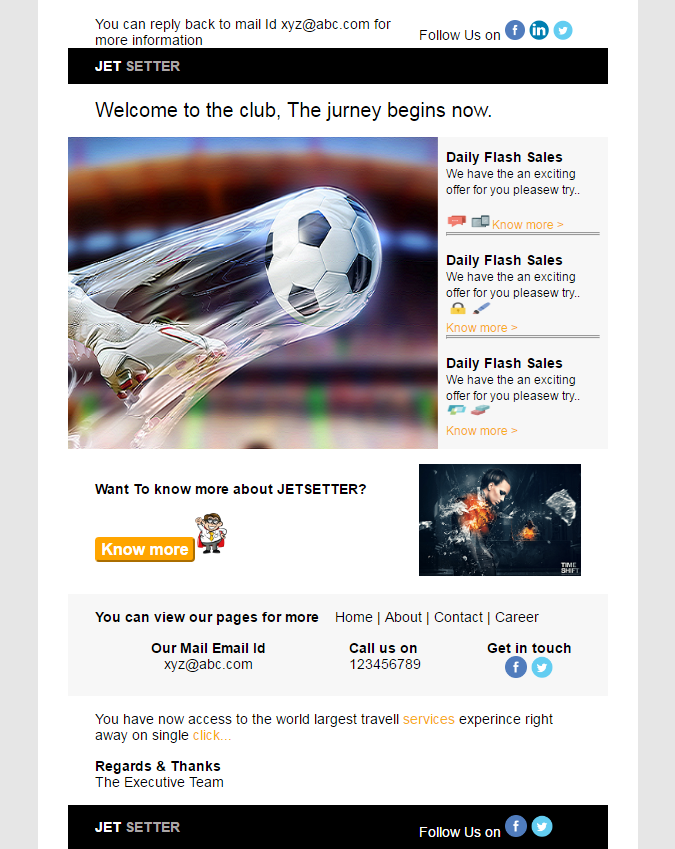 You can reply back to mail Id xyz@abc.com for
more information
Follow Us on
JET SETTER
Welcome to the club, The jurney begins now.
Daily Flash Sales
We have the an exciting
offer for you pleasew try..
Know more >
Daily Flash Sales
We have the an exciting
offer for you pleasew try..
Know more >
Daily Flash Sales
We have the an exciting
offer for you pleasew try..
Know more >
Want To know more about JETSETTER?
Know more
TIME
SHIFT
You can view our pages for more Home | About | Contact | Career
Our Mail Email Id
xyz@abc.com
Call us on
123456789
Get in touch
You have now access to the world largest travell services experince right
away on single click...
Regards & Thanks
The Executive Team
JET SETTER
Follow Us on